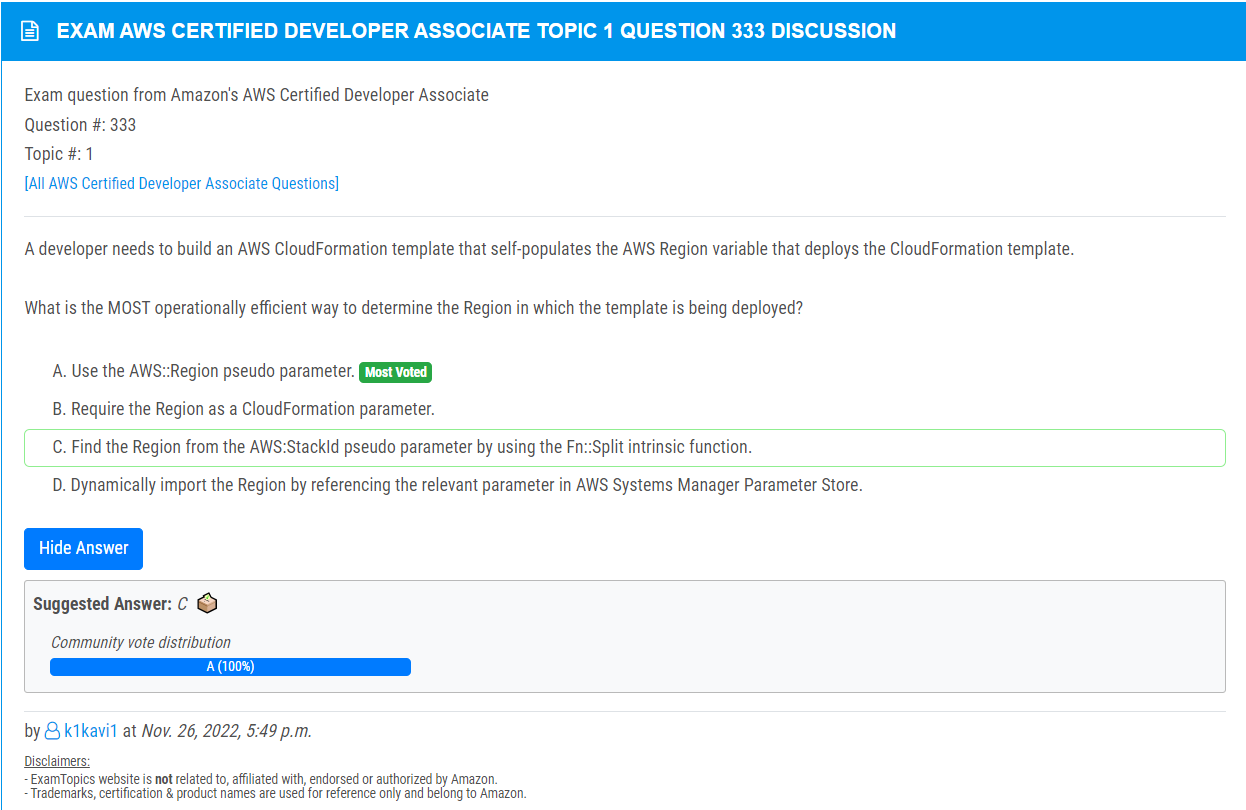 EXAM AWS CERTIFIED DEVELOPER ASSOCIATE TOPIC 1 QUESTION 333 DISCUSSION
Exam question from Amazon's AWS Certified Developer Associate
Question #: 333
Topic #: 1
[All AWS Certified Developer Associate Questions]
A developer needs to build an AWS CloudFormation template that self-populates the AWS Region variable that deploys the CloudFormation template.
What is the MOST operationally efficient way to determine the Region in which the template is being deployed?
A. Use the AWS::Region pseudo parameter. Most Voted
B. Require the Region as a CloudFormation parameter.
C. Find the Region from the AWS:StackId pseudo parameter by using the Fn::Split intrinsic function.
D. Dynamically import the Region by referencing the relevant parameter in AWS Systems Manager Parameter Store.
Hide Answer
Suggested Answer: C
Community vote distribution
A (100%)
by k1kavi1 at Nov. 26, 2022, 5:49 p.m.
Disclaimers:
- ExamTopics website is not related to, affiliated with, endorsed or authorized by Amazon.
- Trademarks, certification & product names are used for reference only and belong to Amazon.